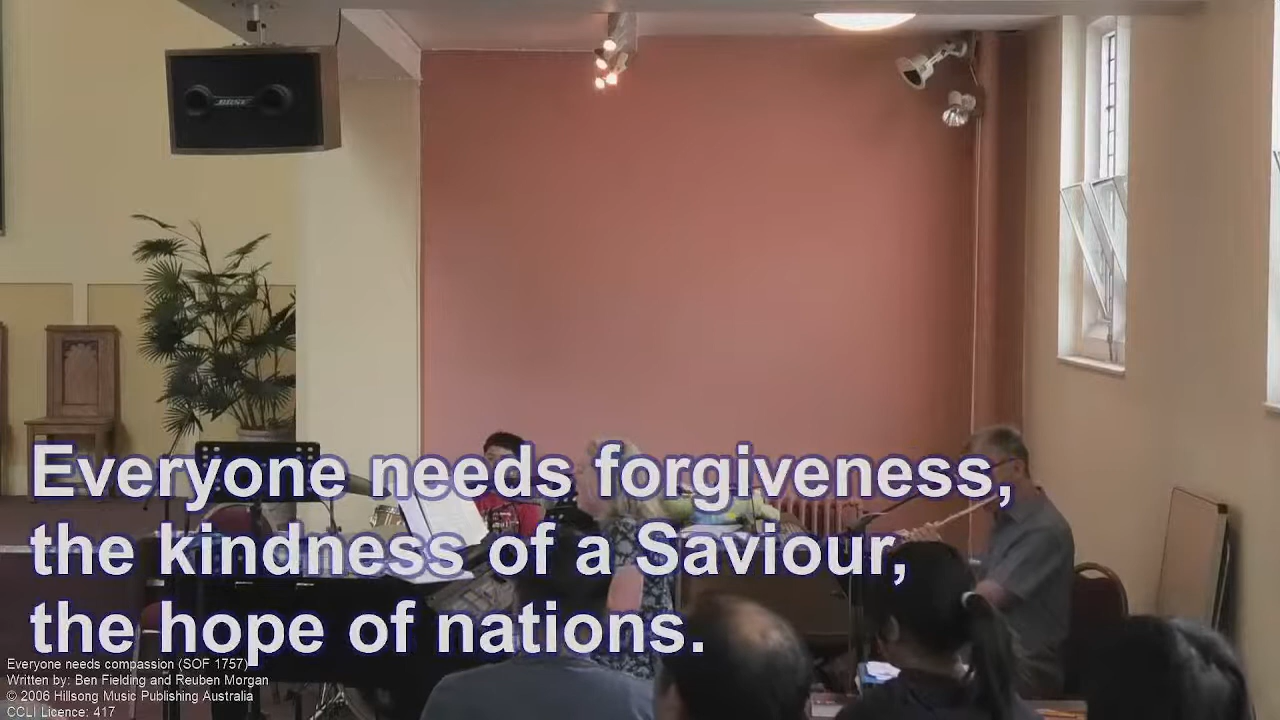 BOSE
Everyone needs forgiveness,
the kindness of a Saviour,
the hope of nations.
Everyone needs compassion (SOF 1757)
Written by: Ben Fielding and Reuben Morgan
© 2006 Hillsong Music Publishing Australia
CCLI Licence: 417